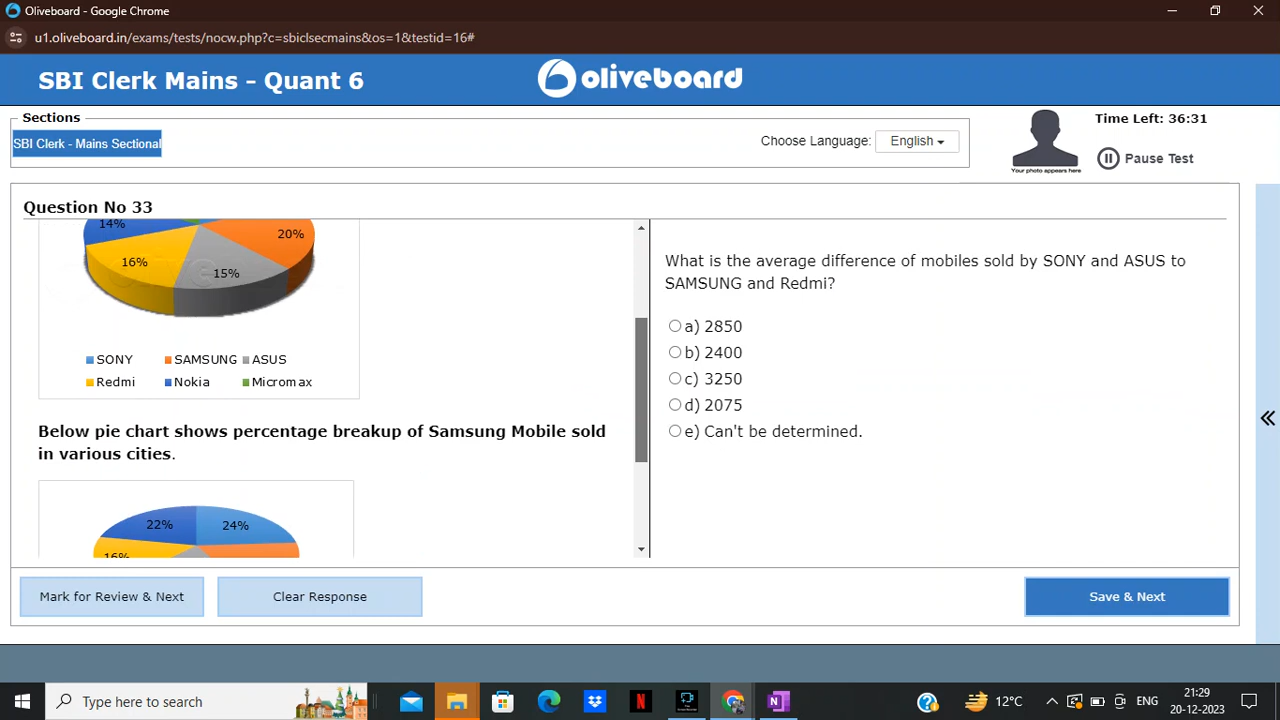 Oliveboard - Google Chrome
u1.oliveboard.in/exams/tests/nocw.php?c=sbiclsecmains&os=1&testid=16#
SBI Clerk Mains - Quant 6
oliveboard
Sections
SBI Clerk - Mains Sectional
Choose Language:
English
Your photo appears here
Time Left: 36:31
Pause Test
Question No 33
14%
20%
16%
15%
SONY SAMSUNG ASUS
Redmi Nokia Micromax
Below pie chart shows percentage breakup of Samsung Mobile sold
in various cities.
22%
24%
16%
What is the average difference of mobiles sold by SONY and ASUS to
SAMSUNG and Redmi?
a) 2850
b) 2400
c) 3250
d) 2075
e) Can't be determined.
Mark for Review & Next
Clear Response
Save & Next
Type here to search
12°C
ENG
21:29
20-12-2023